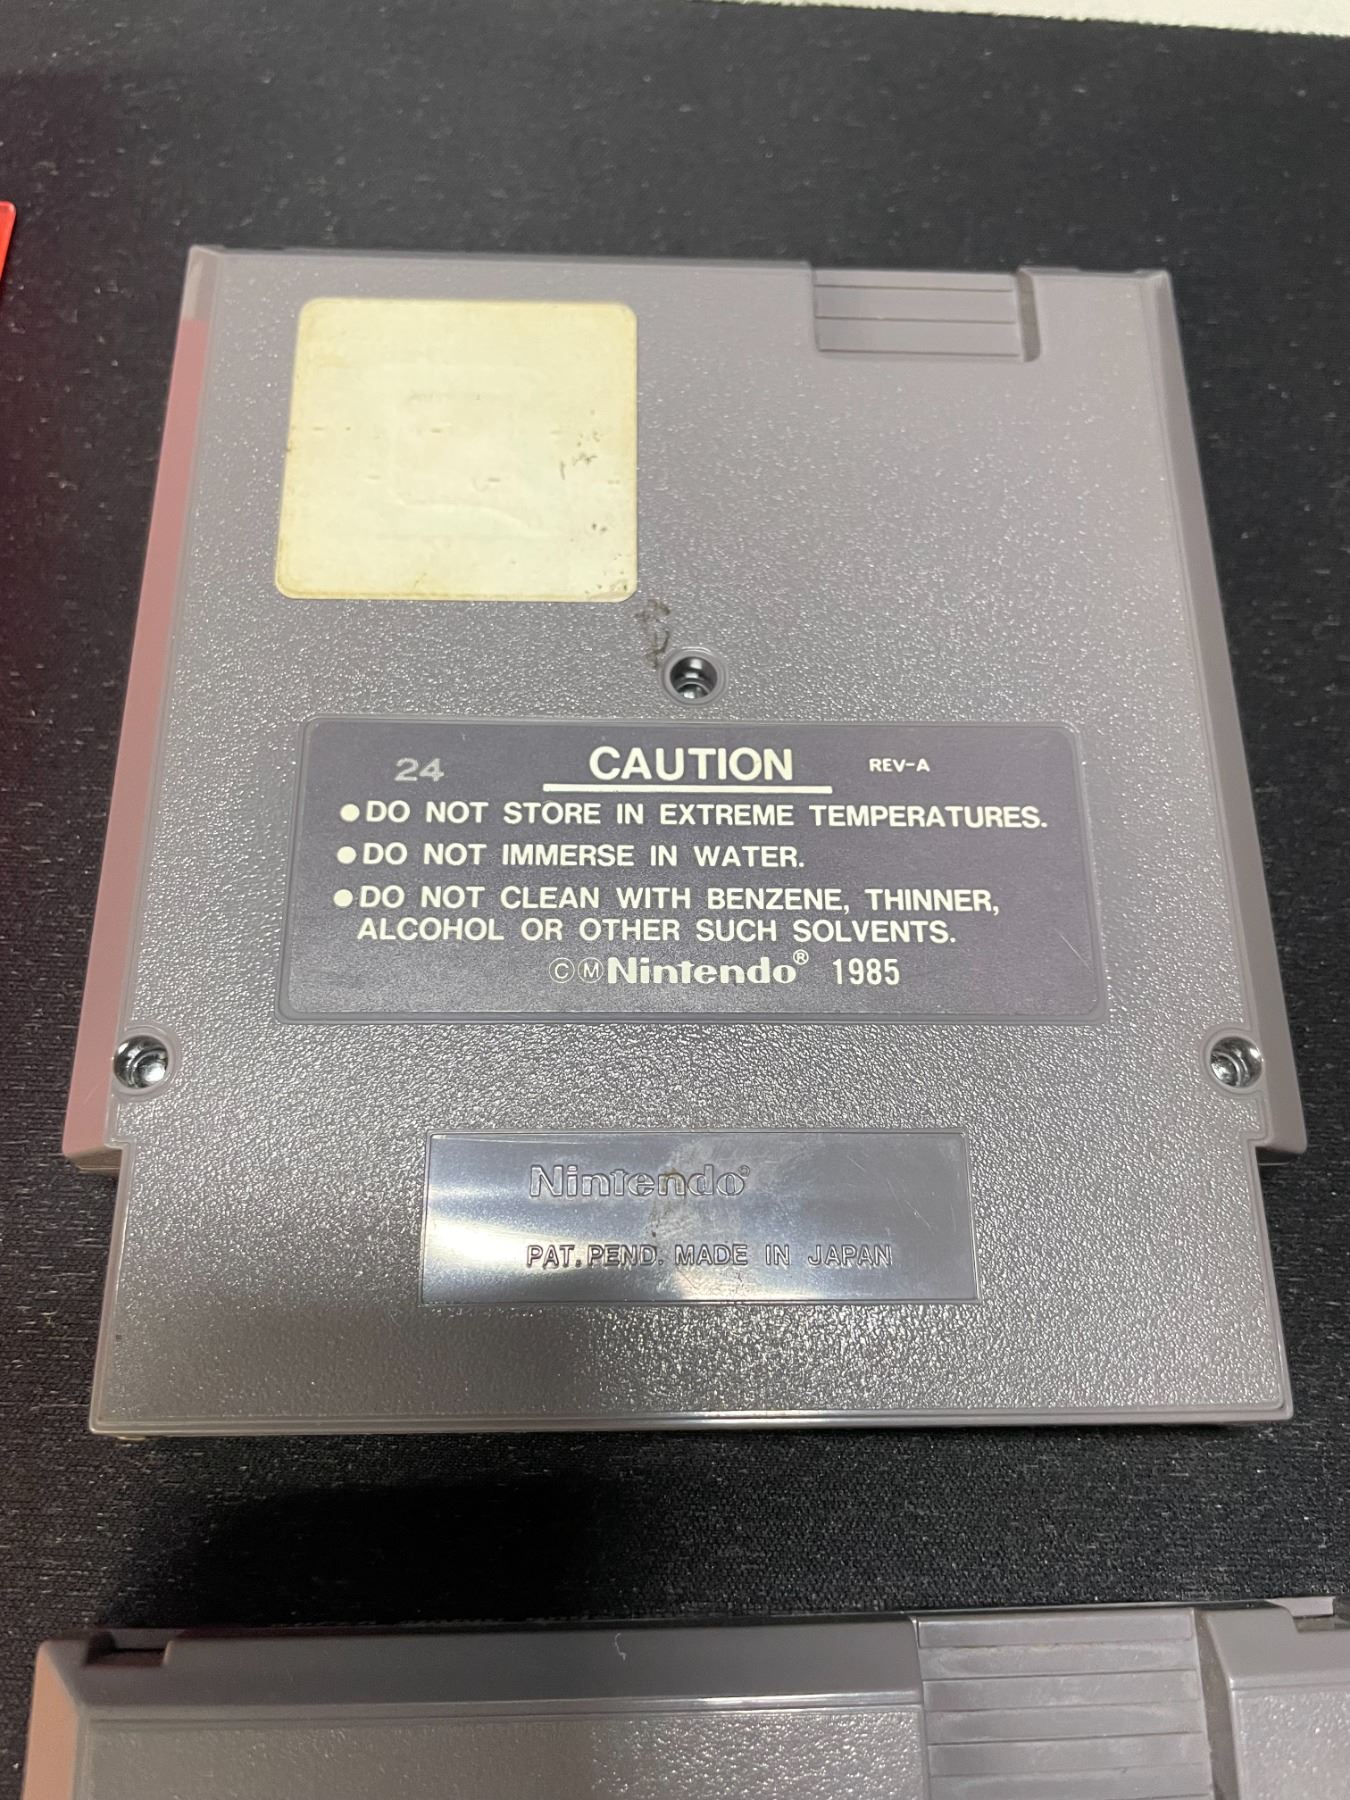 24 CAUTION REV-A
●DO NOT STORE IN EXTREME TEMPERATURES.
●DO NOT IMMERSE IN WATER.
●DO NOT CLEAN WITH BENZENE, THINNER,
ALCOHOL OR OTHER SUCH SOLVENTS.
ⒸⓂNintendo® 1985
Nintendo®
PAT. PEND. MADE IN JAPAN